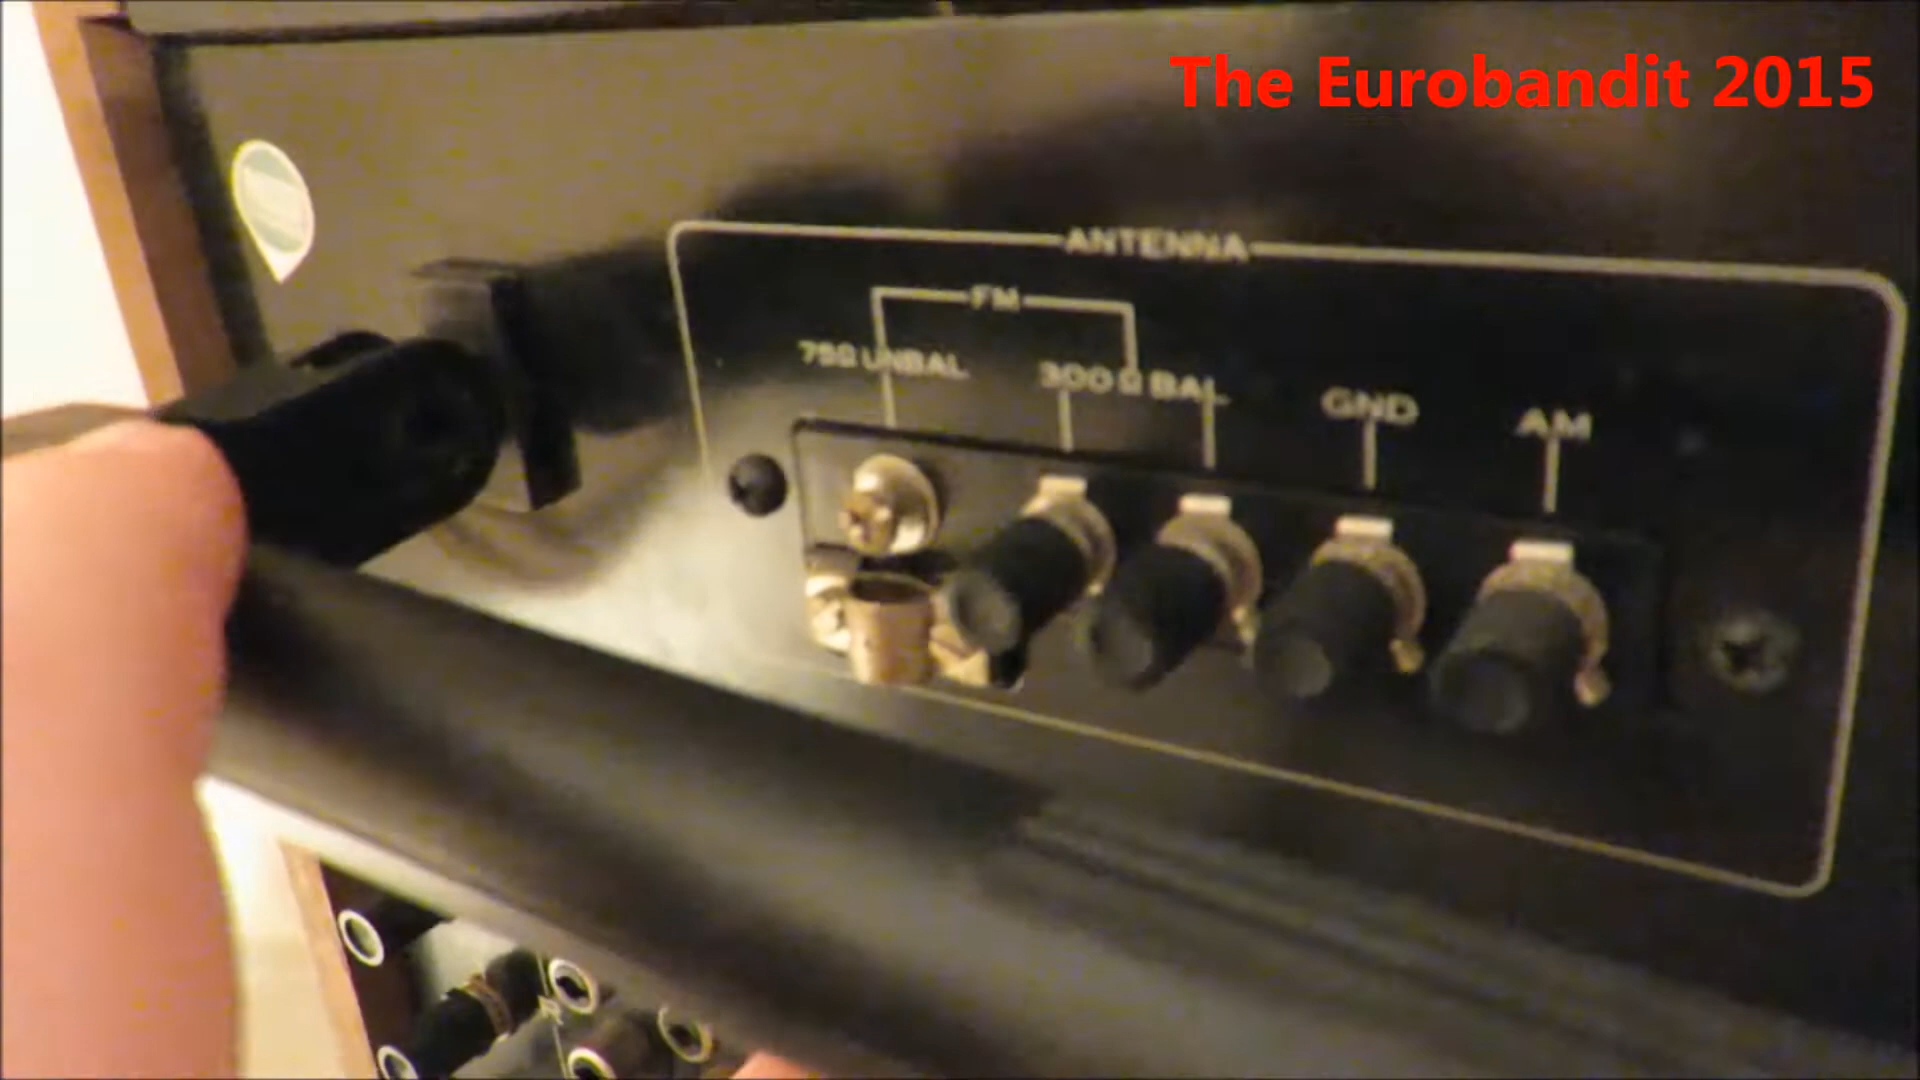 The Eurobandit 2015
ANTENNA
FM
75Ω UNBAL
300Ω BAL
GND
AM